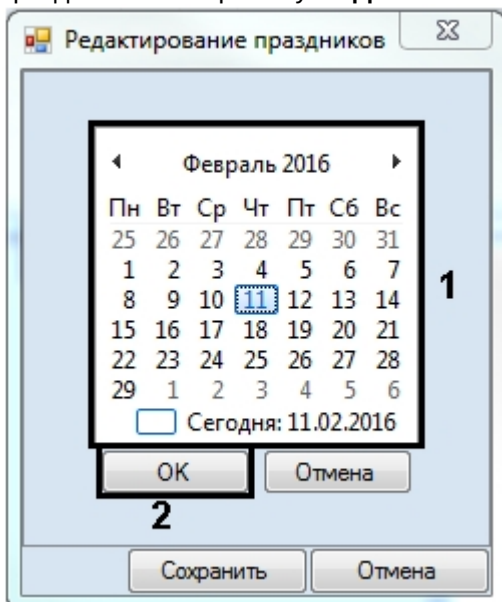 Редактирование праздников
Февраль 2016
Пн Вт Ср Чт Пт Сб Вс
25 26 27 28 29 30 31
1 2 3 4 5 6 7
1
8 9 10 11 12 13 14
15 16 17 18 19 20 21
22 23 24 25 26 27 28
29 1 2 3 4 5 6
Сегодня: 11.02.2016
ОК Отмена
2
Сохранить Отмена